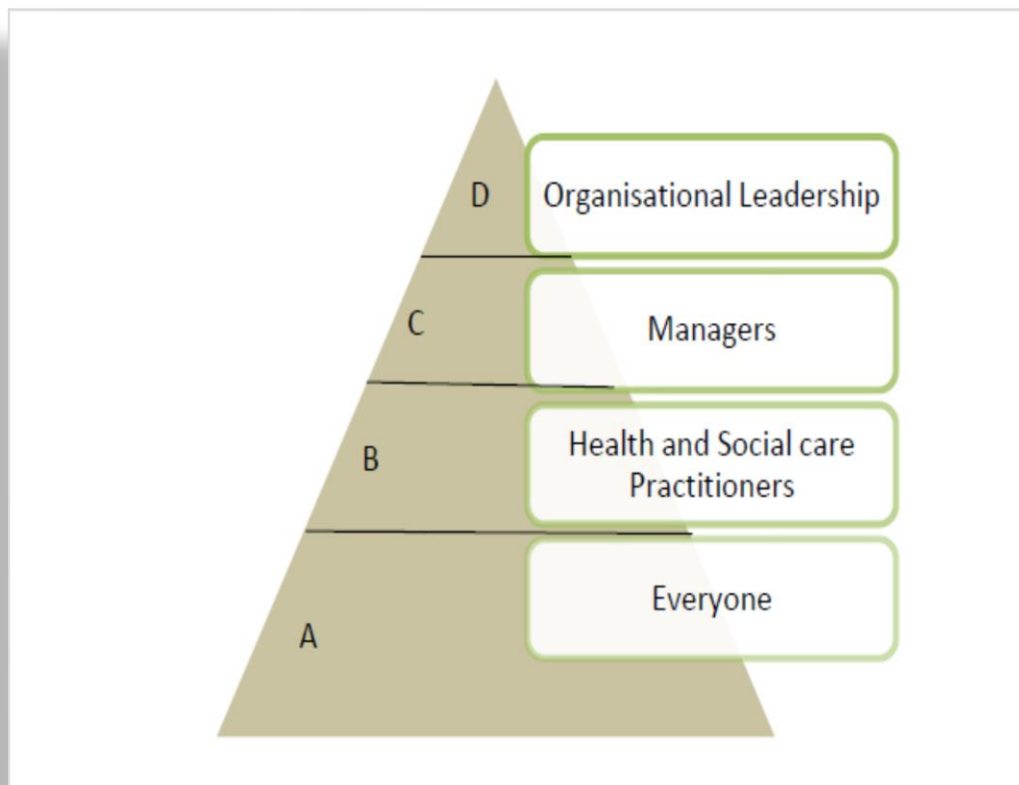 D
Organisational Leadership
C
Managers
B
Health and Social care
Practitioners
A
Everyone